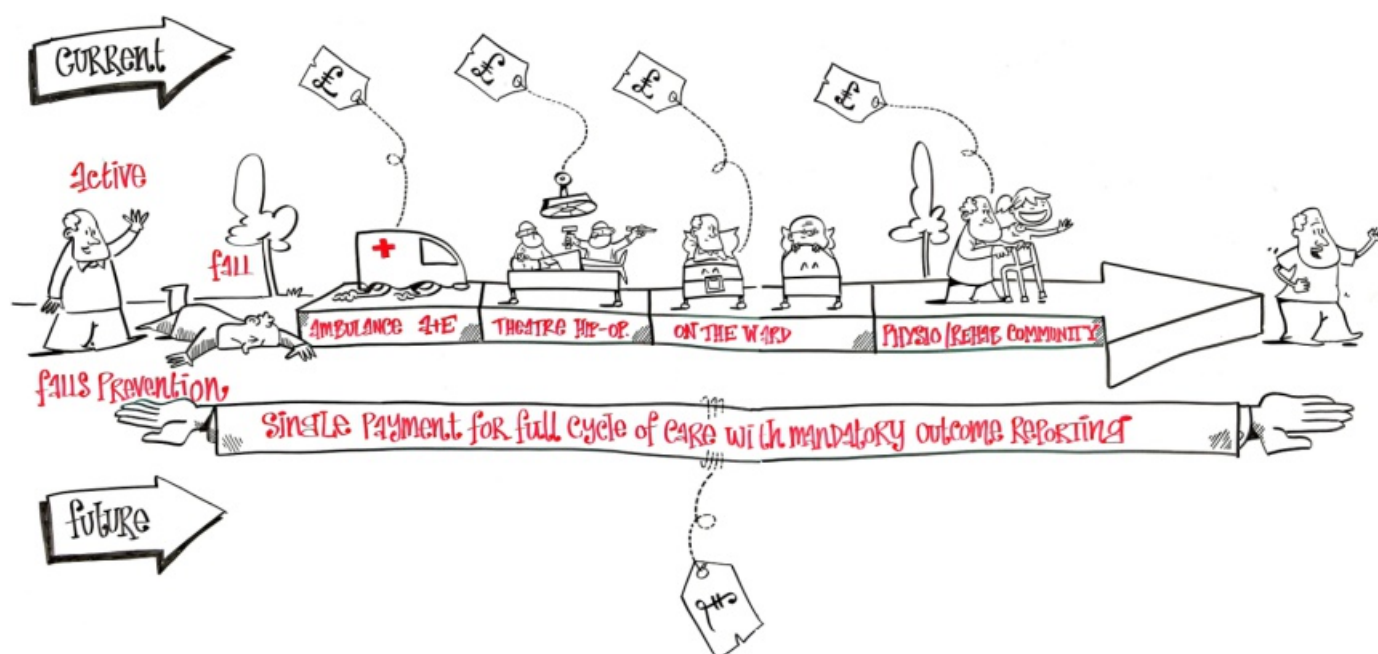 CURRENT
£
£
£
£
Active
fall
AMBULANCE A+E
THEATRE HIP-OP.
ON THE WARD
PHYSIO/REHAB COMMUNITY
falls Prevention
Single Payment for full cycle of care with mandatory outcome reporting
future
£